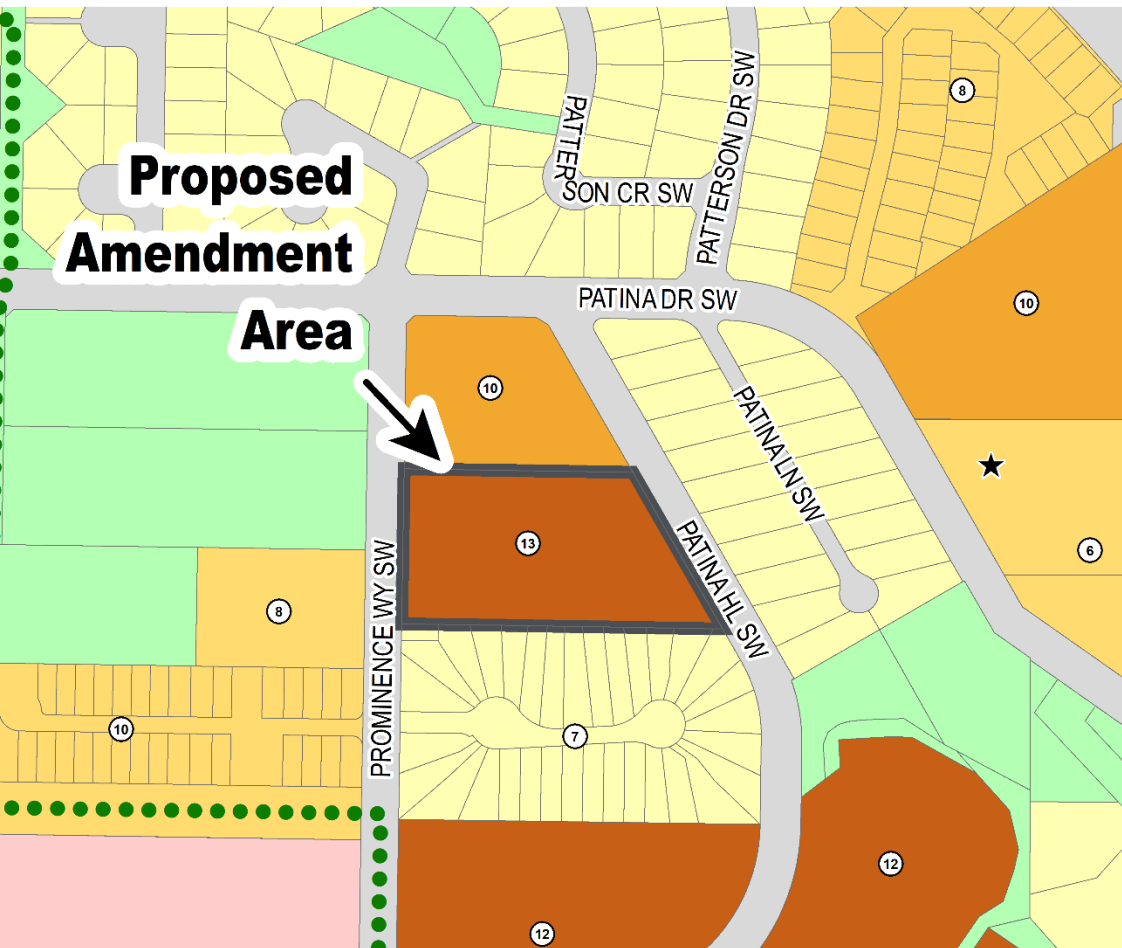 8
PATTER
SON CR SW
PATTERSON DR SW
Proposed
Amendment
Area
PATINA DR SW
10
10
PATINA LN SW
13
6
PATINA HL SW
PROMINENCE WY SW
8
10
7
12
12